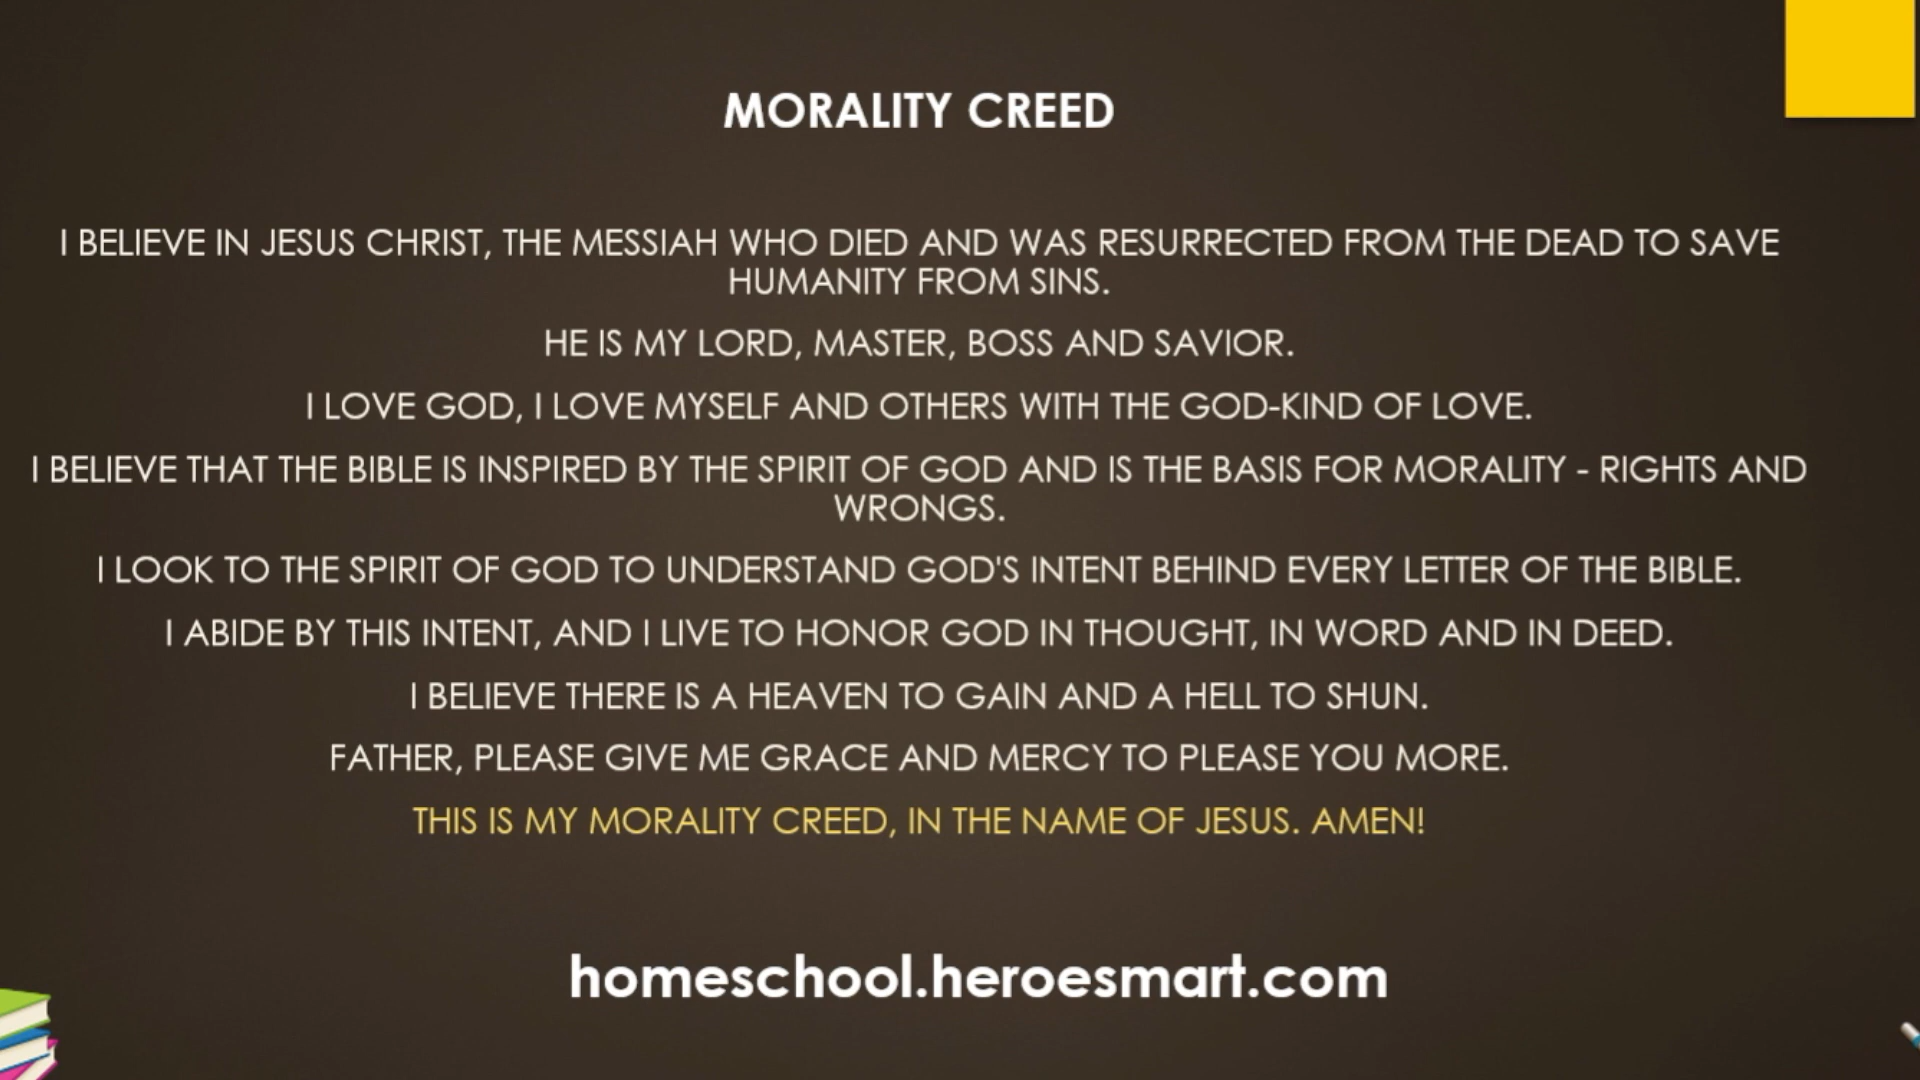 MORALITY CREED
I BELIEVE IN JESUS CHRIST, THE MESSIAH WHO DIED AND WAS RESURRECTED FROM THE DEAD TO SAVE
HUMANITY FROM SINS.
HE IS MY LORD, MASTER, BOSS AND SAVIOR.
I LOVE GOD, I LOVE MYSELF AND OTHERS WITH THE GOD-KIND OF LOVE.
I BELIEVE THAT THE BIBLE IS INSPIRED BY THE SPIRIT OF GOD AND IS THE BASIS FOR MORALITY - RIGHTS AND
WRONGS.
I LOOK TO THE SPIRIT OF GOD TO UNDERSTAND GOD'S INTENT BEHIND EVERY LETTER OF THE BIBLE.
I ABIDE BY THIS INTENT, AND I LIVE TO HONOR GOD IN THOUGHT, IN WORD AND IN DEED.
I BELIEVE THERE IS A HEAVEN TO GAIN AND A HELL TO SHUN.
FATHER, PLEASE GIVE ME GRACE AND MERCY TO PLEASE YOU MORE.
THIS IS MY MORALITY CREED, IN THE NAME OF JESUS. AMEN!
homeschool.heroesmart.com